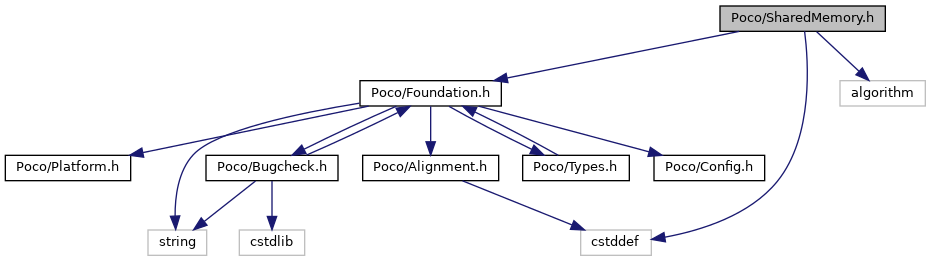 Poco/SharedMemory.h
Poco/Foundation.h
algorithm
Poco/Platform.h
Poco/Bugcheck.h
Poco/Alignment.h
Poco/Types.h
Poco/Config.h
string
cstdlib
cstddef